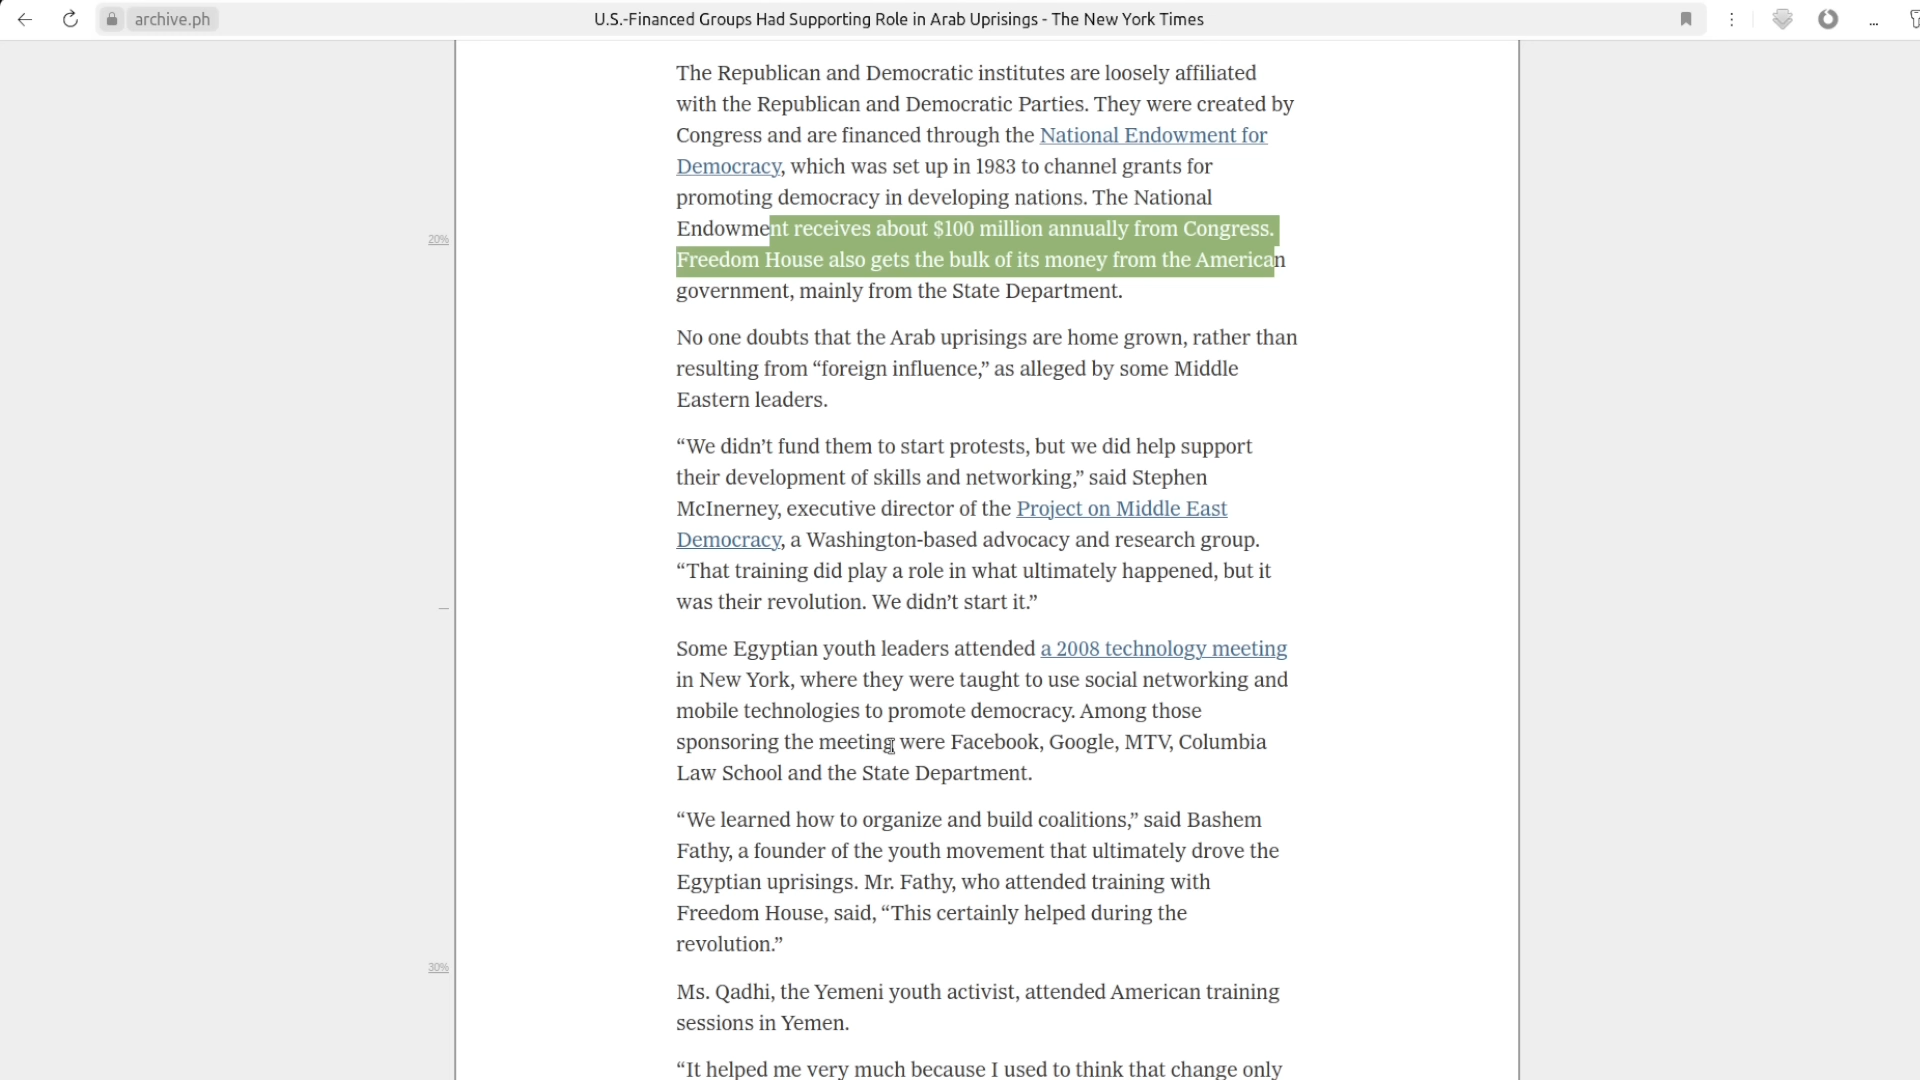 archive.ph
U.S.-Financed Groups Had Supporting Role in Arab Uprisings - The New York Times
The Republican and Democratic institutes are loosely affiliated
with the Republican and Democratic Parties. They were created by
Congress and are financed through the National Endowment for
Democracy, which was set up in 1983 to channel grants for
promoting democracy in developing nations. The National
Endowment receives about $100 million annually from Congress.
20%
Freedom House also gets the bulk of its money from the American
government, mainly from the State Department.
No one doubts that the Arab uprisings are home grown, rather than
resulting from “foreign influence,” as alleged by some Middle
Eastern leaders.
“We didn’t fund them to start protests, but we did help support
their development of skills and networking,” said Stephen
McInerney, executive director of the Project on Middle East
Democracy, a Washington-based advocacy and research group.
“That training did play a role in what ultimately happened, but it
was their revolution. We didn’t start it.”
Some Egyptian youth leaders attended a 2008 technology meeting
in New York, where they were taught to use social networking and
mobile technologies to promote democracy. Among those
sponsoring the meeting were Facebook, Google, MTV, Columbia
Law School and the State Department.
“We learned how to organize and build coalitions,” said Bashem
Fathy, a founder of the youth movement that ultimately drove the
Egyptian uprisings. Mr. Fathy, who attended training with
Freedom House, said, “This certainly helped during the
revolution.”
30%
Ms. Qadhi, the Yemeni youth activist, attended American training
sessions in Yemen.
“It helped me very much because I used to think that change only